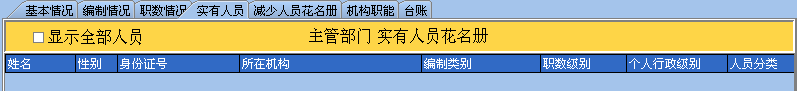 基本情况 编制情况 职数情况 实有人员 减少人员花名册 机构职能 台账
显示全部人员 主管部门 实有人员花名册
姓名 性别 身份证号 所在机构 编制类别 职数级别 个人行政级别 人员分类